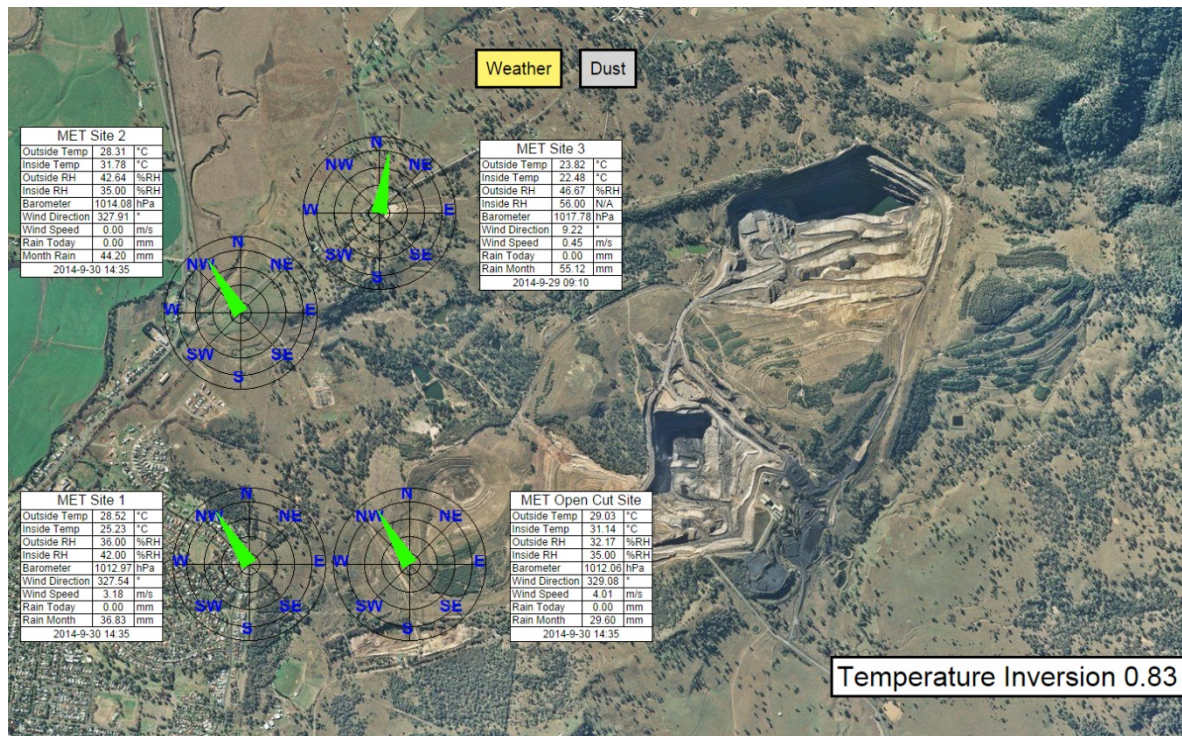 Weather
Dust
MET Site 2
Outside Temp 28.31 °C
Inside Temp 31.78 °C
Outside RH 42.64 %RH
Inside RH 35.00 %RH
Barometer 1014.08 hPa
Wind Direction 327.91 °
Wind Speed 0.00 m/s
Rain Today 0.00 mm
Month Rain 44.20 mm
2014-9-30 14:35
N
NW NE
W E
SW SE
S
MET Site 3
Outside Temp 23.82 °C
Inside Temp 22.48 °C
Outside RH 46.67 %RH
Inside RH 56.00 N/A
Barometer 1017.78 hPa
Wind Direction 9.22 °
Wind Speed 0.45 m/s
Rain Today 0.00 mm
Rain Month 55.12 mm
2014-9-29 09:10
N
NW NE
W E
SW SE
S
MET Site 1
Outside Temp 28.52 °C
Inside Temp 25.23 °C
Outside RH 36.00 %RH
Inside RH 42.00 %RH
Barometer 1012.97 hPa
Wind Direction 327.54 °
Wind Speed 3.18 m/s
Rain Today 0.00 mm
Rain Month 36.83 mm
2014-9-30 14:35
N
NW NE
W E
SW SE
S
N
NW NE
W E
SW SE
S
MET Open Cut Site
Outside Temp 29.03 °C
Inside Temp 31.14 °C
Outside RH 32.17 %RH
Inside RH 35.00 %RH
Barometer 1012.06 hPa
Wind Direction 329.08 °
Wind Speed 4.01 m/s
Rain Today 0.00 mm
Rain Month 29.60 mm
2014-9-30 14:35
Temperature Inversion 0.83